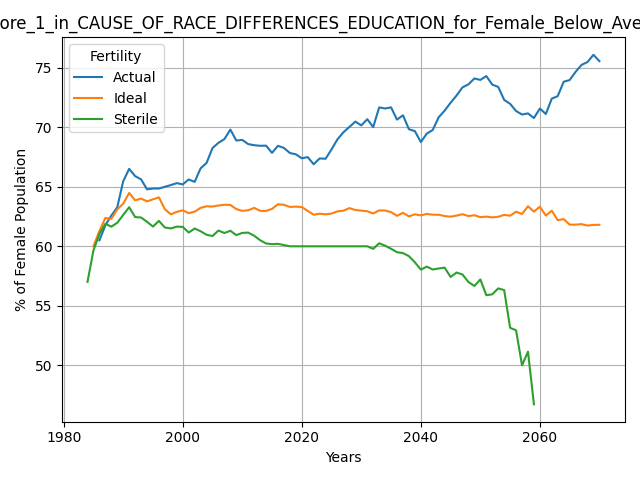 ore_1_in_CAUSE_OF_RACE_DIFFERENCES_EDUCATION_for_Female_Below_Ave
Fertility
Actual
Ideal
Sterile
% of Female Population
75
70
65
60
55
50
1980
2000
2020
2040
2060
Years